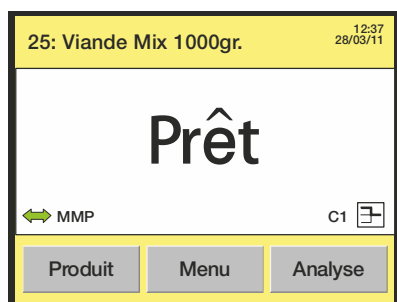 25: Viande Mix 1000gr.
12:37
28/03/11
Prêt
MMP
C1
Produit
Menu
Analyse